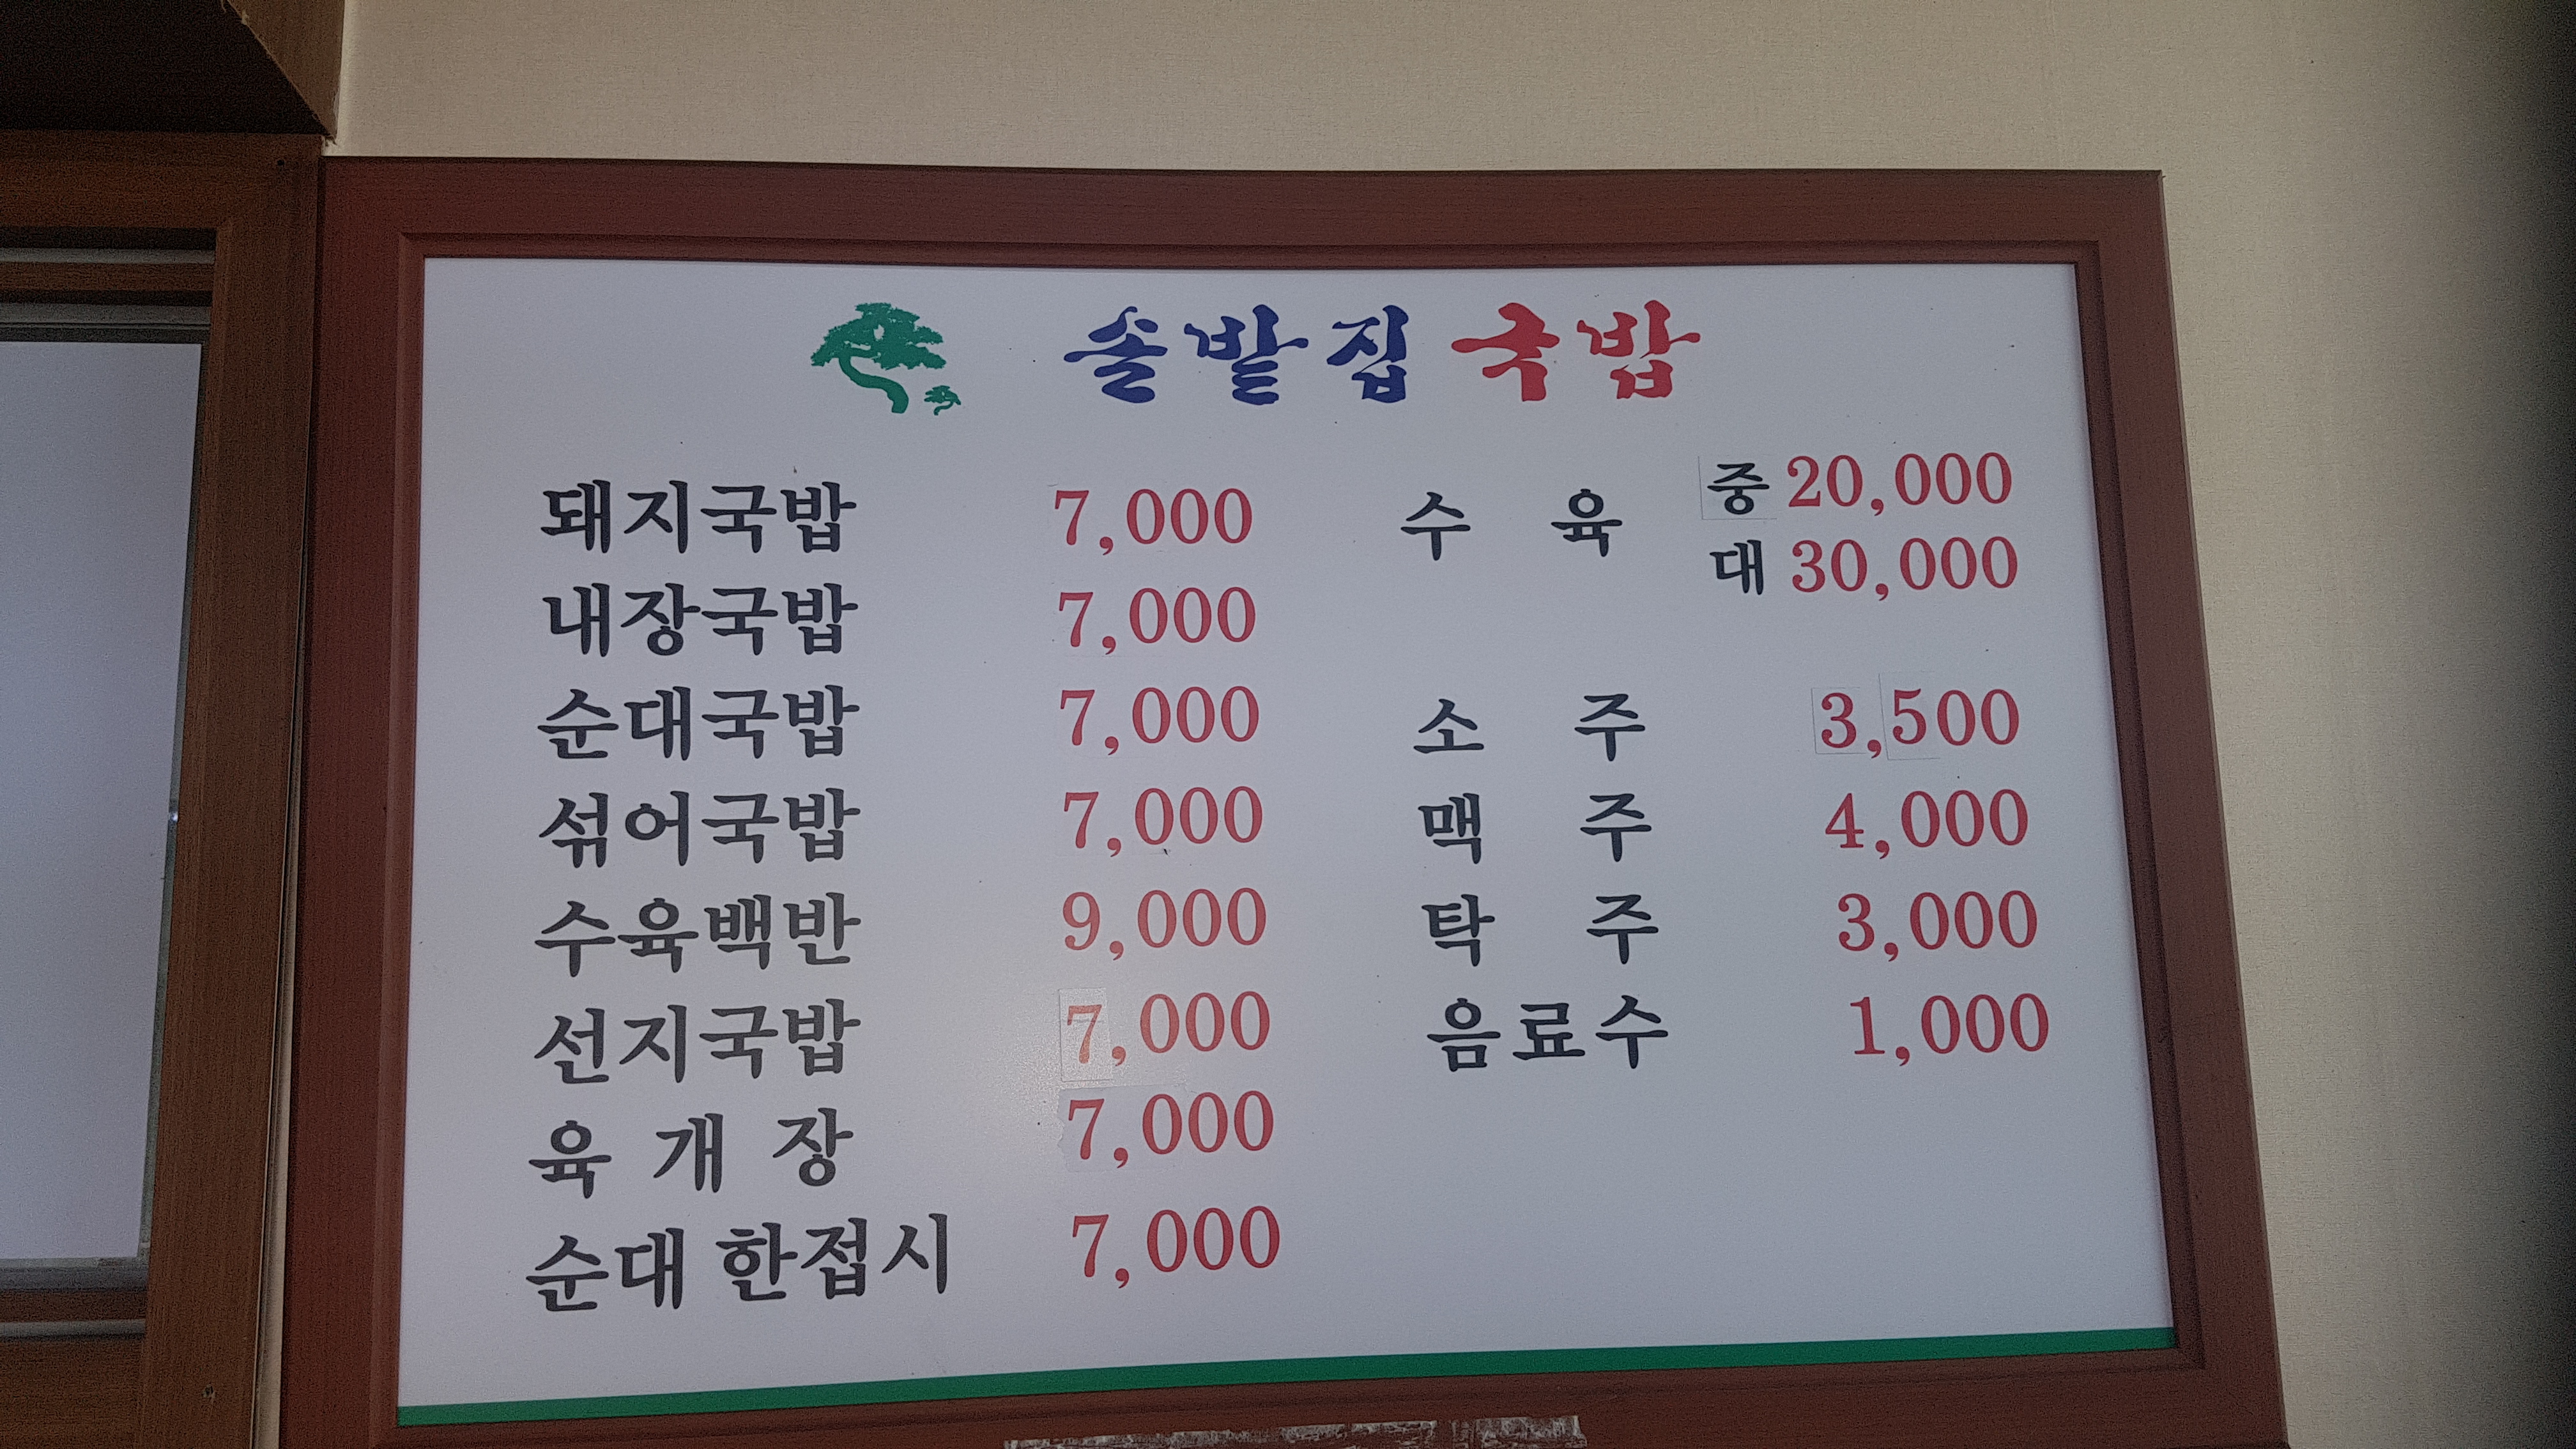 솔밭집 국밥
돼지국밥 7,000
내장국밥 7,000
순대국밥 7,000
섞어국밥 7,000
수육백반 9,000
선지국밥 7,000
육 개 장 7,000
순대 한접시 7,000
수 육 중 20,000
대 30,000
소 주 3,500
맥 주 4,000
탁 주 3,000
음료수 1,000